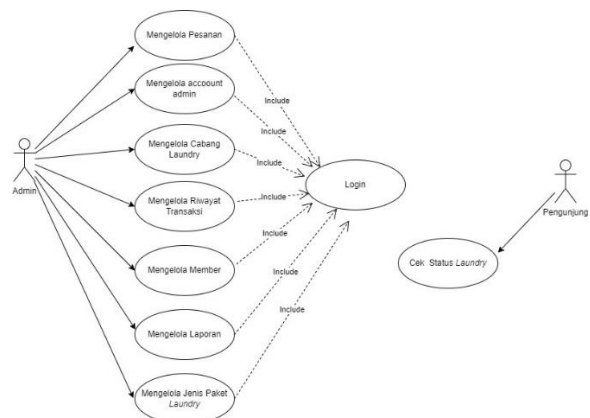 Mengelola Pesanan
Mengelola accoount
admin
Include
Include
Mengelola Cabang
Laundry
Include
Login
Admin
Mengelola Riwayat
Transaksi
Include
Pengunjung
Include
Mengelola Member
Cek Status Laundry
Include
Mengelola Laporan
Include
Mengelola Jenis Paket
Laundry